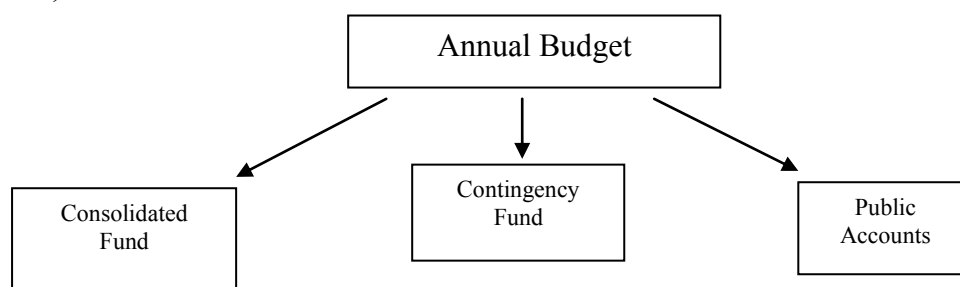 Annual Budget
Consolidated
Fund
Contingency
Fund
Public
Accounts